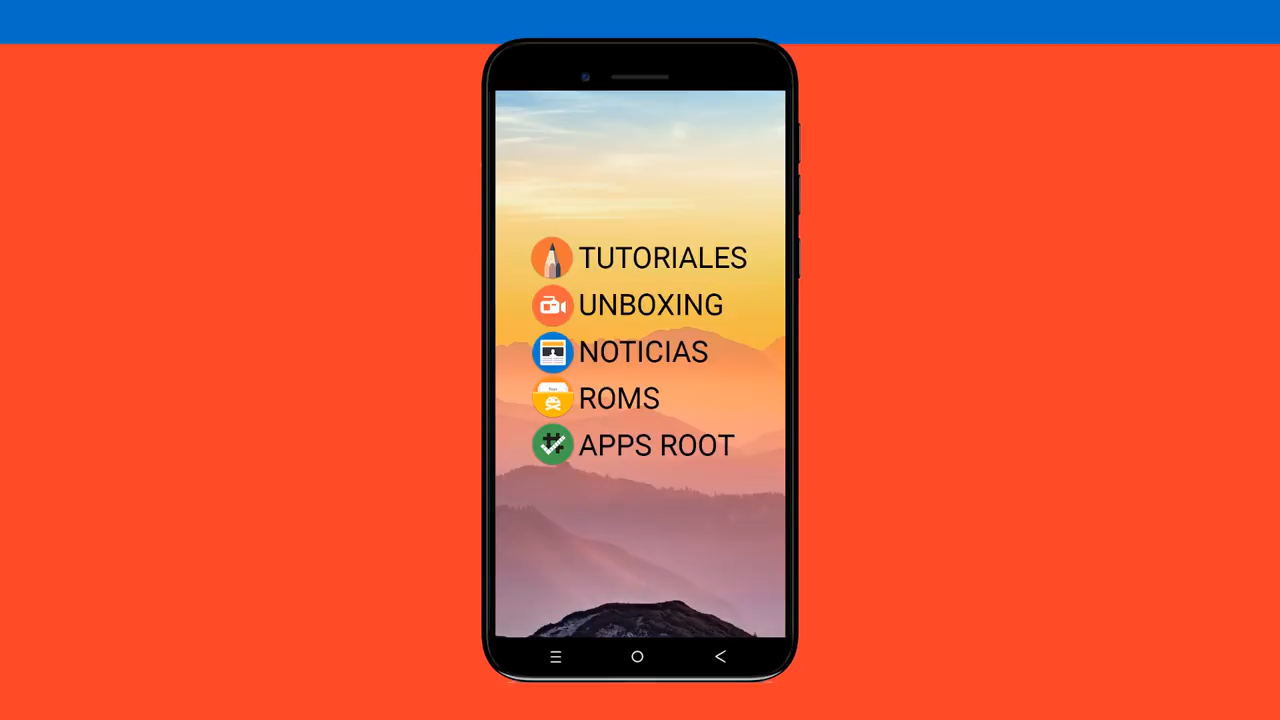 TUTORIALES
UNBOXING
NOTICIAS
ROMS
APPS ROOT